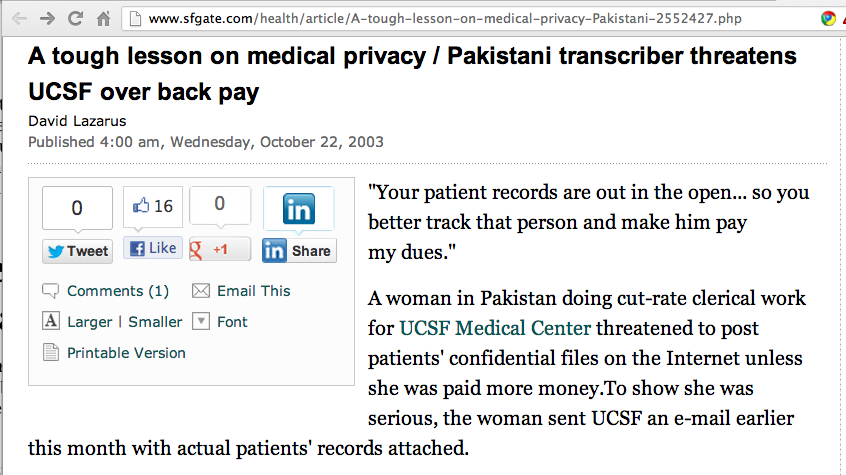 www.sfgate.com/health/article/A-tough-lesson-on-medical-privacy-Pakistani-2552427.php
A tough lesson on medical privacy / Pakistani transcriber threatens
UCSF over back pay
David Lazarus
Published 4:00 am, Wednesday, October 22, 2003
0 16 0 in
Tweet Like +1 Share
Comments (1) Email This
Larger | Smaller Font
Printable Version
"Your patient records are out in the open... so you
better track that person and make him pay
my dues."
A woman in Pakistan doing cut-rate clerical work
for UCSF Medical Center threatened to post
patients' confidential files on the Internet unless
she was paid more money.To show she was
serious, the woman sent UCSF an e-mail earlier
this month with actual patients' records attached.